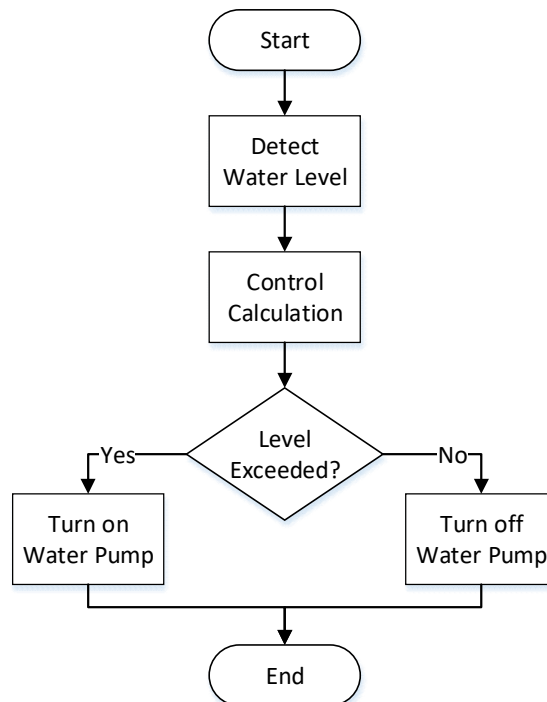 Start
Detect
Water Level
Control
Calculation
Level
Exceeded?
Yes
No
Turn on
Water Pump
Turn off
Water Pump
End